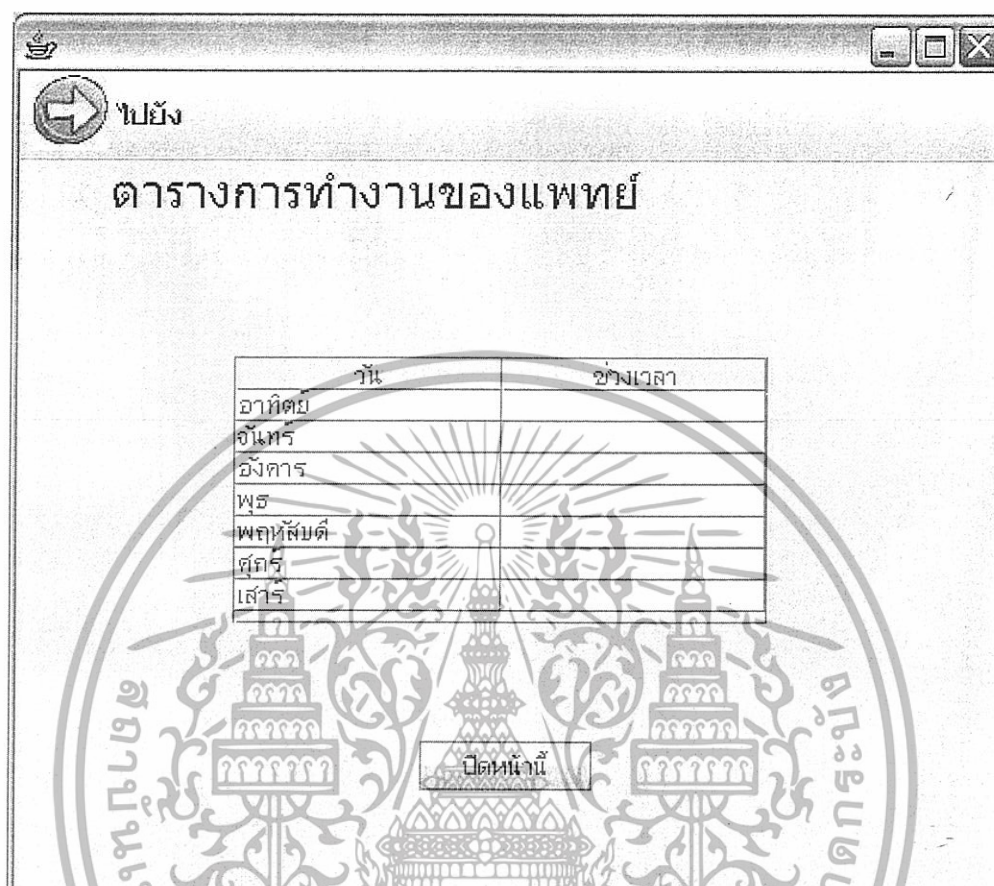 ไปยัง
ตารางการทำงานของแพทย์
วัน ช่วงเวลา
อาทิตย์
จันทร์
อังคาร
พุธ
พฤหัสบดี
ศุกร์
เสาร์
ปิดหน้านี้